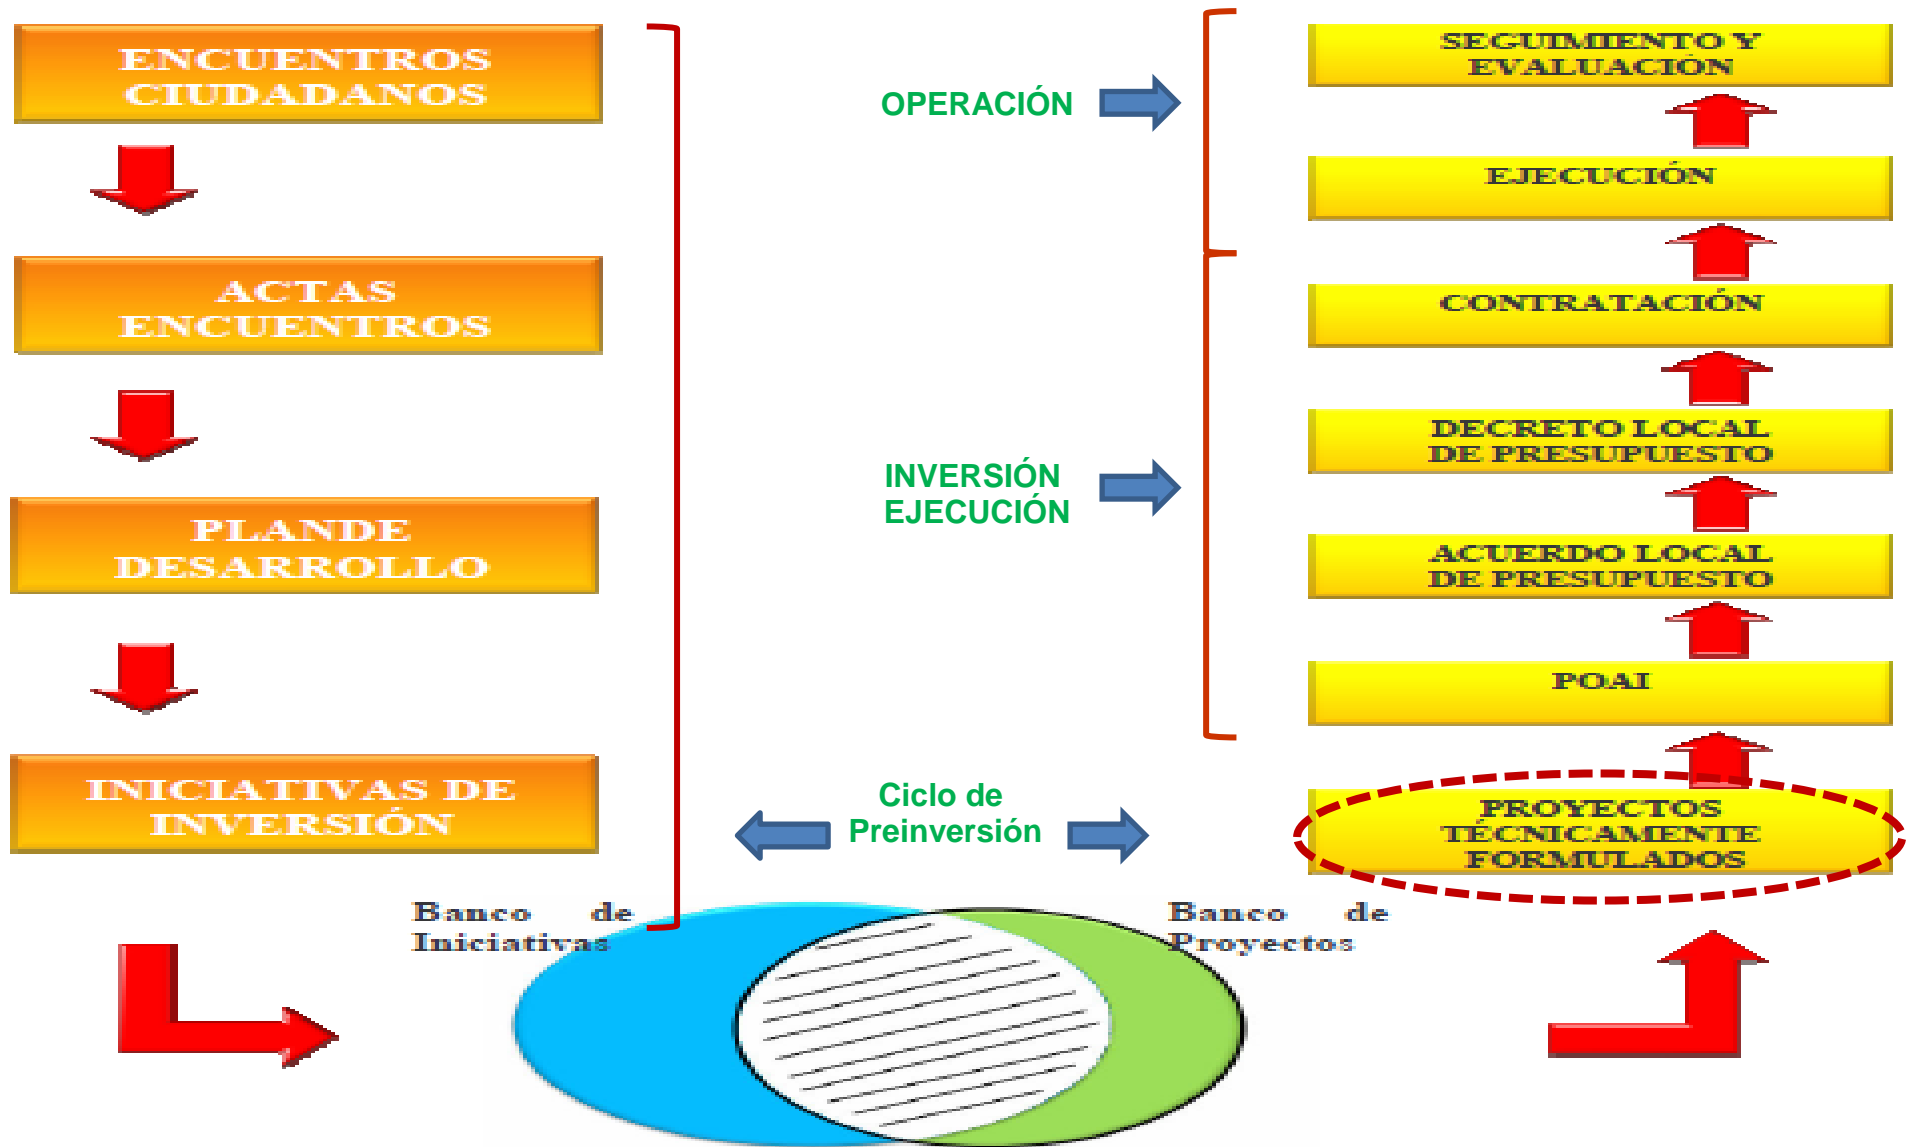 ENCUENTROS
CIUDADANOS
ACTAS
ENCUENTROS
PLANDE
DESARROLLO
INICIATIVAS DE
INVERSIÓN
OPERACIÓN
INVERSIÓN
EJECUCIÓN
Ciclo de
Preinversión
Banco de
Iniciativas
Banco de
Proyectos
SEGUIMIENTO Y
EVALUACIÓN
EJECUCIÓN
CONTRATACIÓN
DECRETO LOCAL
DE PRESUPUESTO
ACUERDO LOCAL
DE PRESUPUESTO
POAI
PROYECTOS
TÉCNICAMENTE
FORMULADOS